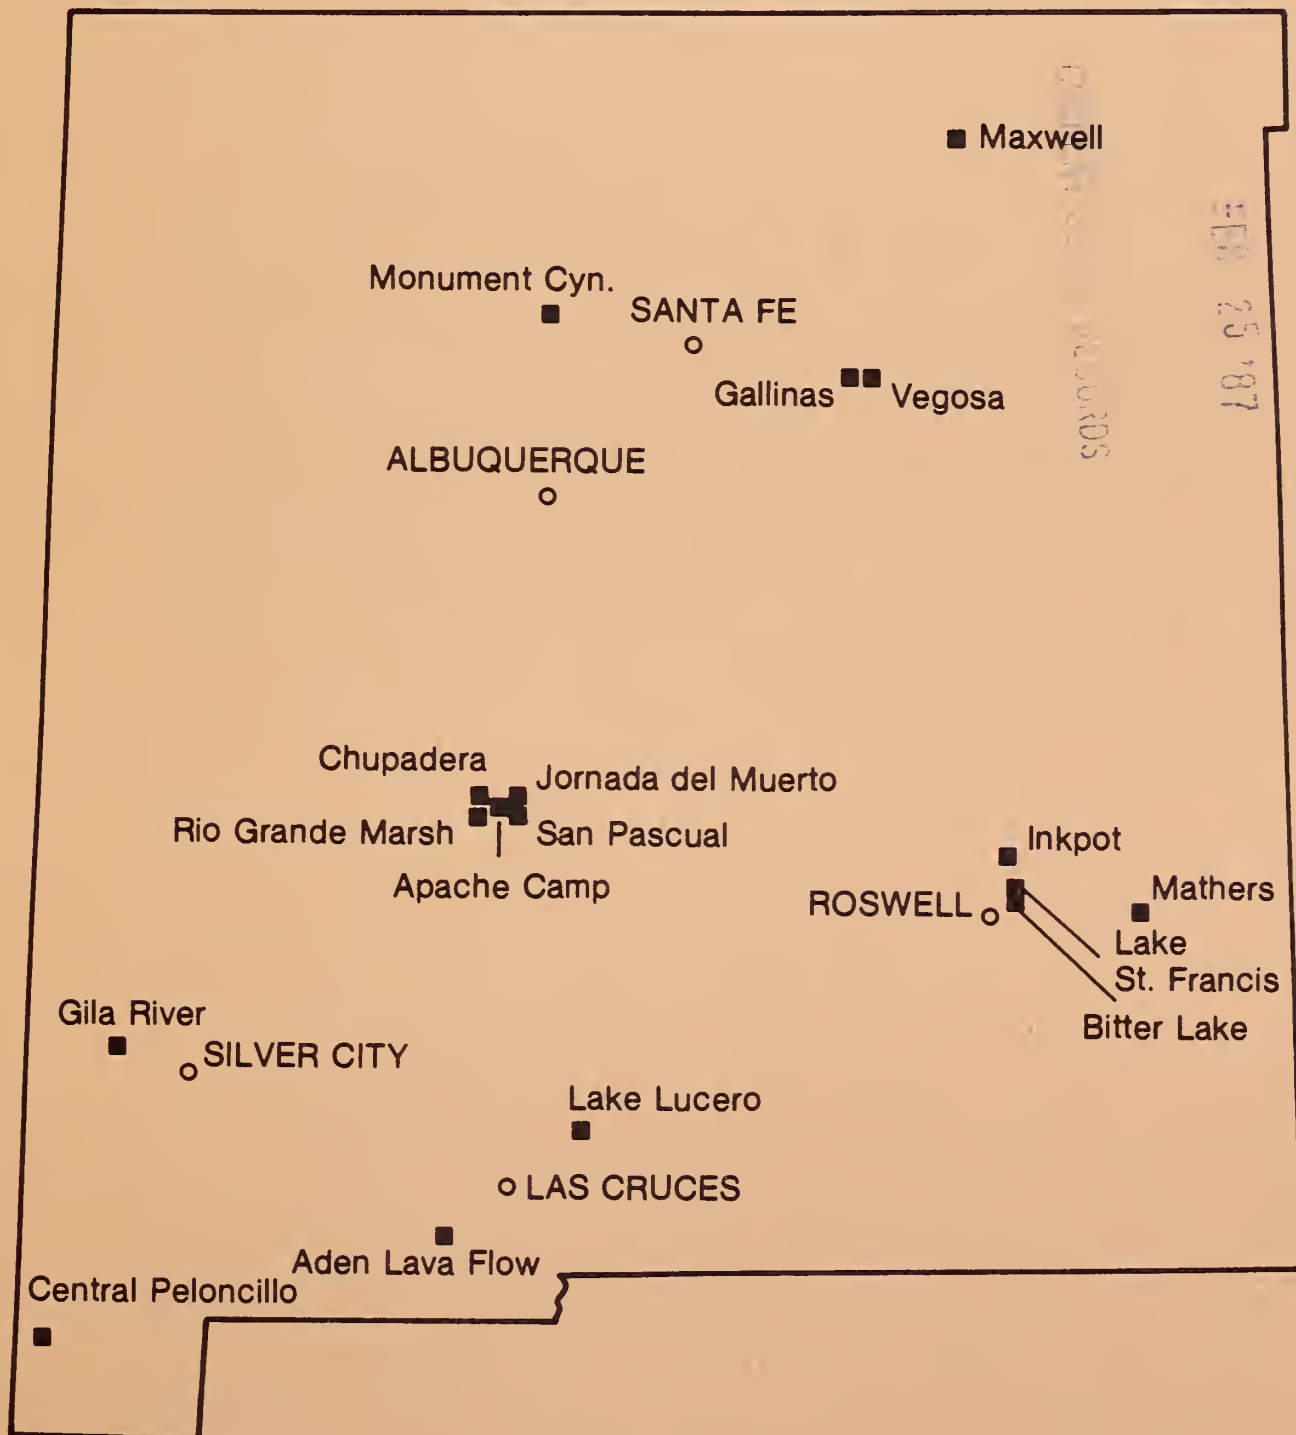 Maxwell
Monument Cyn.
SANTA FE
Gallinas
Vegosa
ALBUQUERQUE
Chupadera
Jornada del Muerto
Rio Grande Marsh
San Pascual
Apache Camp
Inkpot
ROSWELL
Mathers
Lake
St. Francis
Bitter Lake
Gila River
SILVER CITY
Lake Lucero
LAS CRUCES
Aden Lava Flow
Central Peloncillo
25 '87